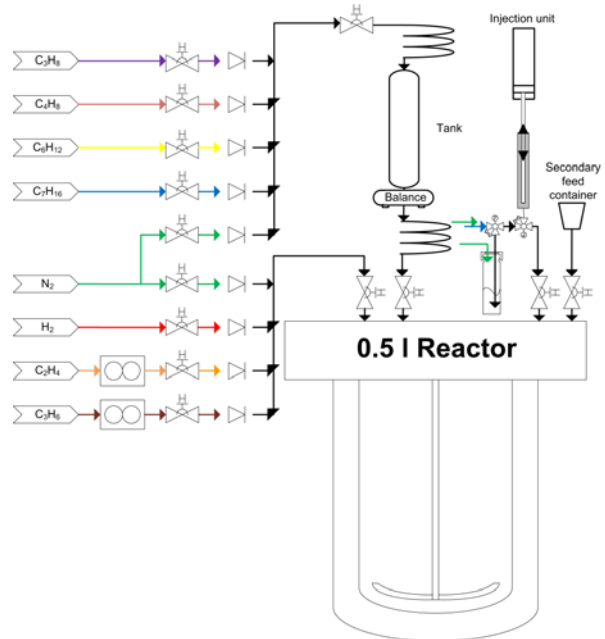 Injection unit
C₃H₈
C₄H₈
Tank
C₆H₁₂
Secondary
feed
container
C₇H₁₆
Balance
N₂
H₂
0.5 l Reactor
C₂H₄
C₃H₆